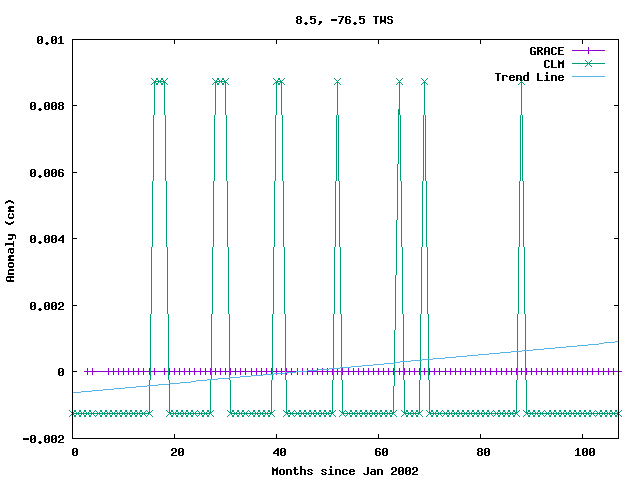 8.5, -76.5 TWS
0.01
0.008
0.006
0.004
0.002
0
-0.002
Anomaly (cm)
GRACE
CLM
Trend Line
0 20 40 60 80 100
Months since Jan 2002